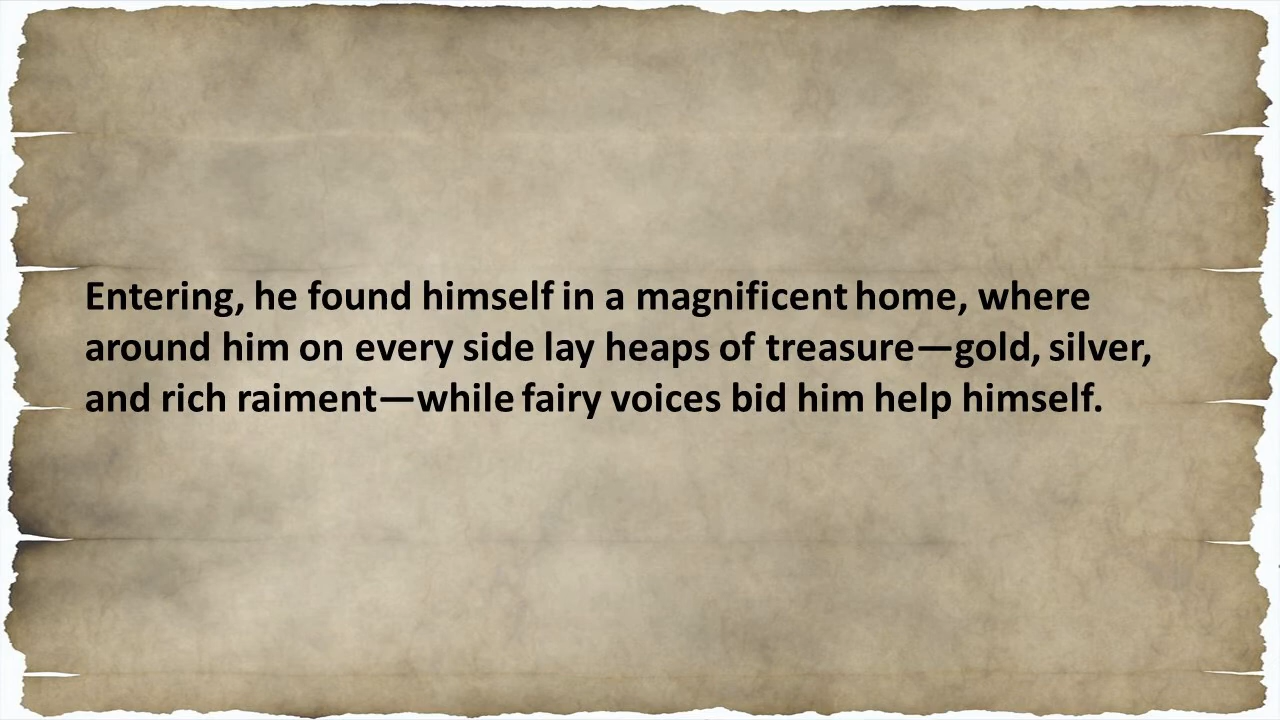 Entering, he found himself in a magnificent home, where
around him on every side lay heaps of treasure—gold, silver,
and rich raiment—while fairy voices bid him help himself.